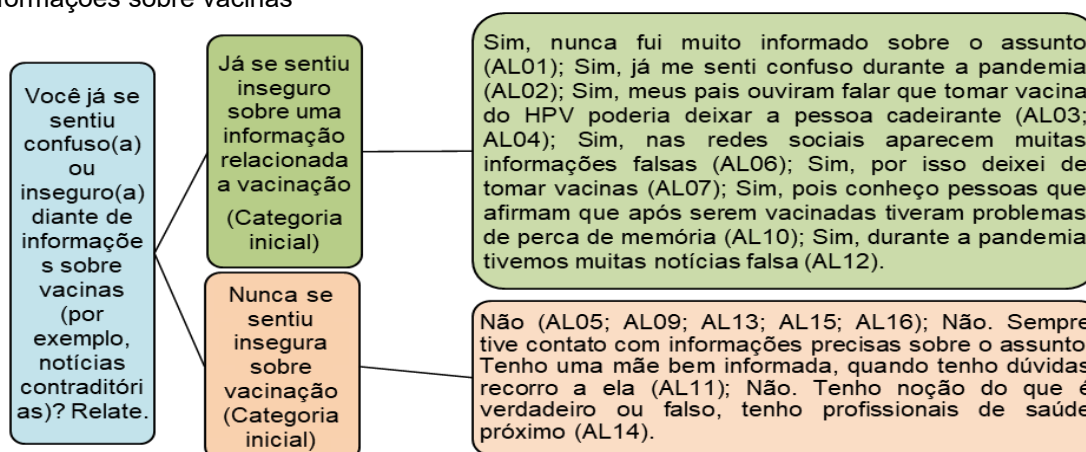 formações sobre vacinas
Você já se
sentiu
confuso(a)
ou
inseguro(a)
diante de
informaçõe
s sobre
vacinas
(por
exemplo,
notícias
contraditóri
as)? Relate.
Já se sentiu
inseguro
sobre uma
informação
relacionada
a vacinação
(Categoria
inicial)
Sim, nunca fui muito informado sobre o assunto
(AL01); Sim, já me senti confuso durante a pandemia
(AL02); Sim, meus pais ouviram falar que tomar vacina
do HPV poderia deixar a pessoa cadeirante (AL03;
AL04); Sim, nas redes sociais aparecem muitas
informações falsas (AL06); Sim, por isso deixei de
tomar vacinas (AL07); Sim, pois conheço pessoas que
afirmam que após serem vacinadas tiveram problemas
de perca de memória (AL10); Sim, durante a pandemia
tivemos muitas notícias falsa (AL12).
Nunca se
sentiu
insegura
sobre
vacinação
(Categoria
inicial)
Não (AL05; AL09; AL13; AL15; AL16); Não. Sempre
tive contato com informações precisas sobre o assunto.
Tenho uma mãe bem informada, quando tenho dúvidas
recorro a ela (AL11); Não. Tenho noção do que é
verdadeiro ou falso, tenho profissionais de saúde
próximo (AL14).